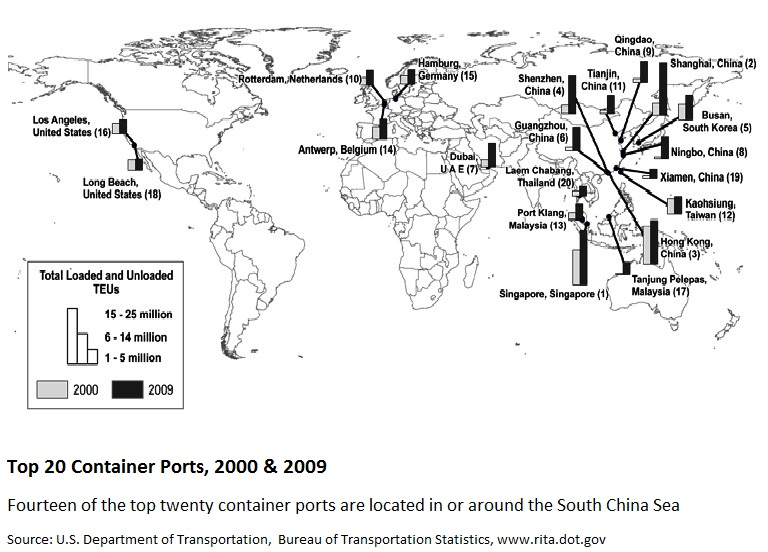 Qingdao,
China (9)
Shanghai, China (2)
Hamburg,
Germany (15)
Rotterdam, Netherlands (10)
Shenzhen,
China (4)
Tianjin,
China (11)
Busan,
South Korea (5)
Los Angeles,
United States (16)
Guangzhou,
China (6)
Antwerp, Belgium (14)
Dubai,
U A E (7)
Ningbo, China (8)
Laem Chabang,
Thailand (20)
Xiamen, China (19)
Long Beach,
United States (18)
Kaohsiung,
Taiwan (12)
Port Klang,
Malaysia (13)
Hong Kong,
China (3)
Tanjung Pelepas,
Malaysia (17)
Singapore, Singapore (1)
Total Loaded and Unloaded
TEUs
15 - 25 million
6 - 14 million
1 - 5 million
2000
2009
Top 20 Container Ports, 2000 & 2009
Fourteen of the top twenty container ports are located in or around the South China Sea
Source: U.S. Department of Transportation, Bureau of Transportation Statistics, www.rita.dot.gov